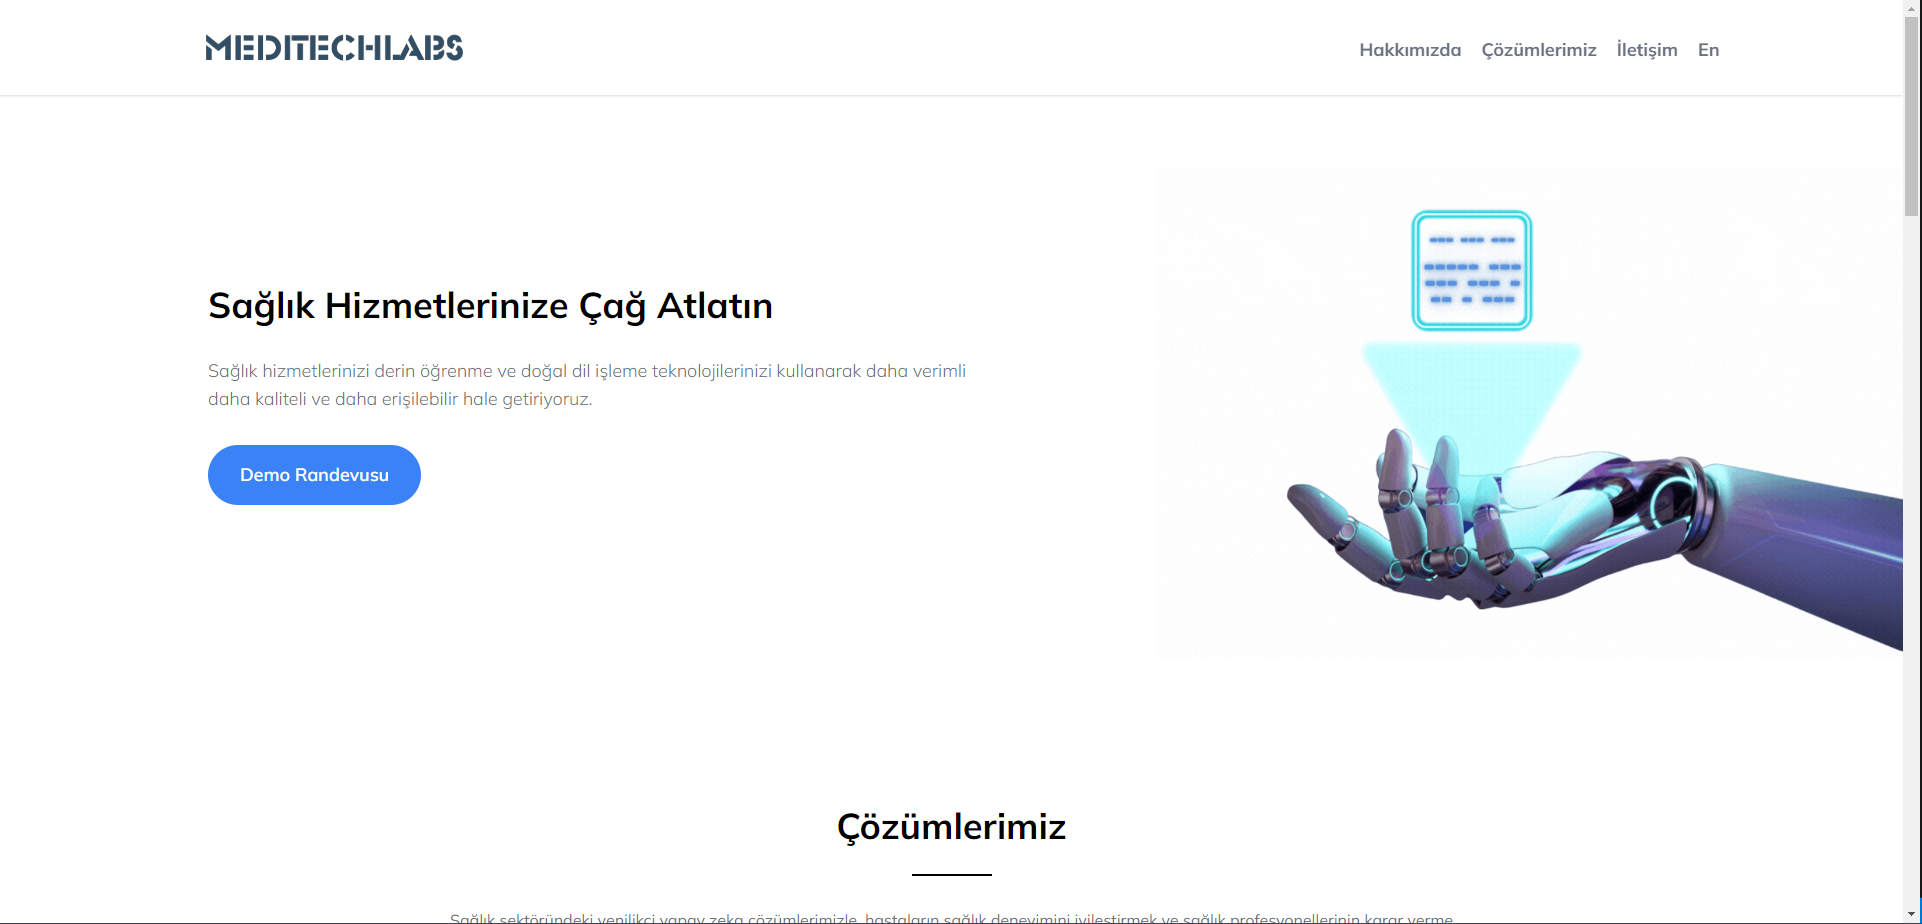 MEDITECHLABS
Hakkımızda Çözümlerimiz İletişim En
Sağlık Hizmetlerinize Çağ Atlatın
Sağlık hizmetlerinizi derin öğrenme ve doğal dil işleme teknolojilerinizi kullanarak daha verimli
daha kaliteli ve daha erişilebilir hale getiriyoruz.
Demo Randevusu
Çözümlerimiz
Sağlık sektöründeki yenilikçi yapay zeka çözümlerimizle, hastaların sağlık deneyimini iyileştirmek ve sağlık profesyonellerinin karar verme